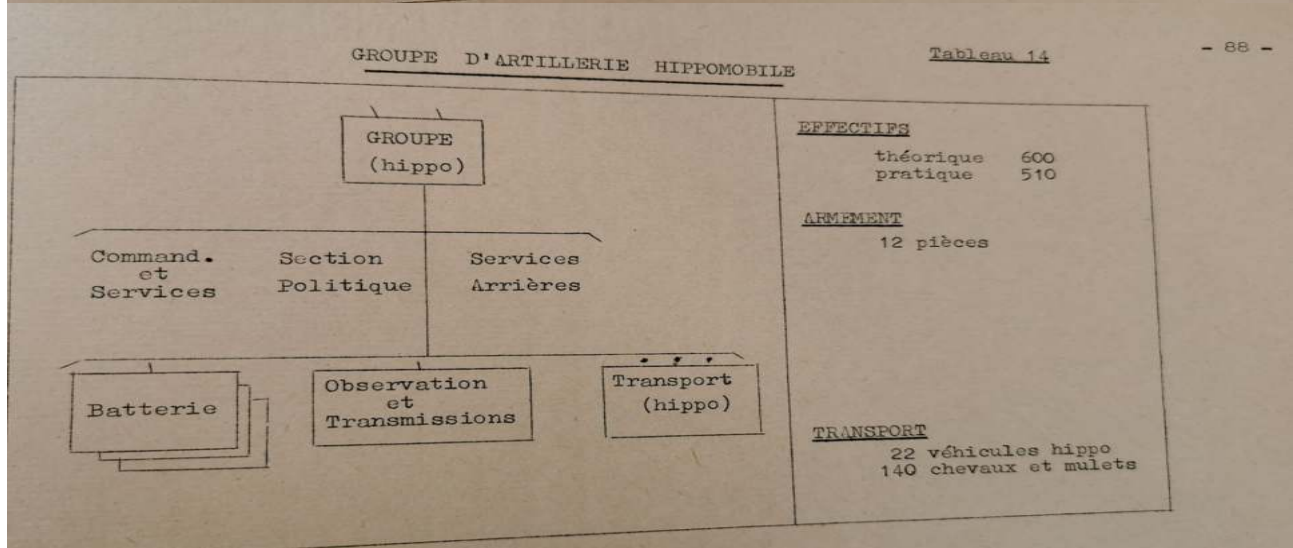 GROUPE D'ARTILLERIE HIPPOMOBILE
Tableau 14
- 88 -
GROUPE
(hippo)
Command.
et
Services
Section
Politique
Services
Arrières
Batterie
Observation
et
Transmissions
Transport
(hippo)
EFFECTIFS
théorique 600
pratique 510
ARMEMENT
12 pièces
TRANSPORT
22 véhicules hippo
140 chevaux et mulets